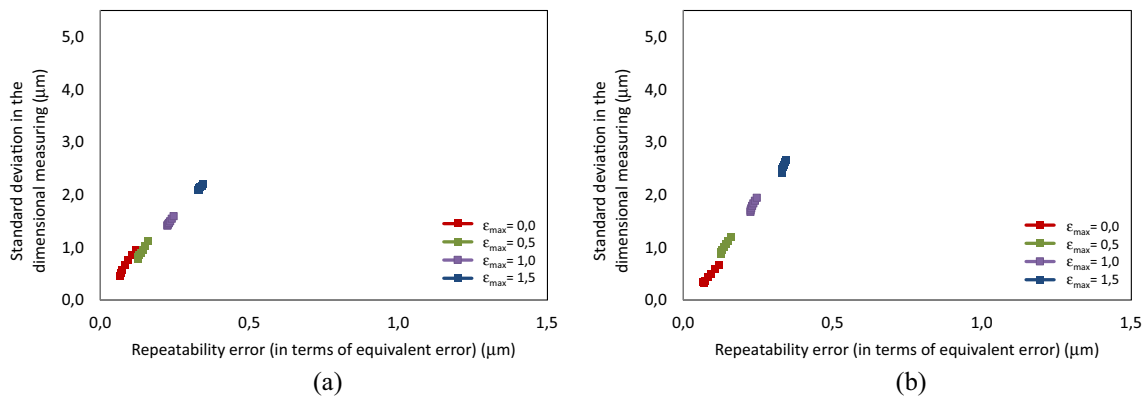 Standard deviation in the
dimensional measuring (μm)
5,0
4,0
3,0
2,0
1,0
0,0
0,0
0,5
1,0
1,5
εmax= 0,0
εmax= 0,5
εmax= 1,0
εmax= 1,5
Repeatability error (in terms of equivalent error) (μm)
(a)
Standard deviation in the
dimensional measuring (μm)
5,0
4,0
3,0
2,0
1,0
0,0
0,0
0,5
1,0
1,5
εmax= 0,0
εmax= 0,5
εmax= 1,0
εmax= 1,5
Repeatability error (in terms of equivalent error) (μm)
(b)